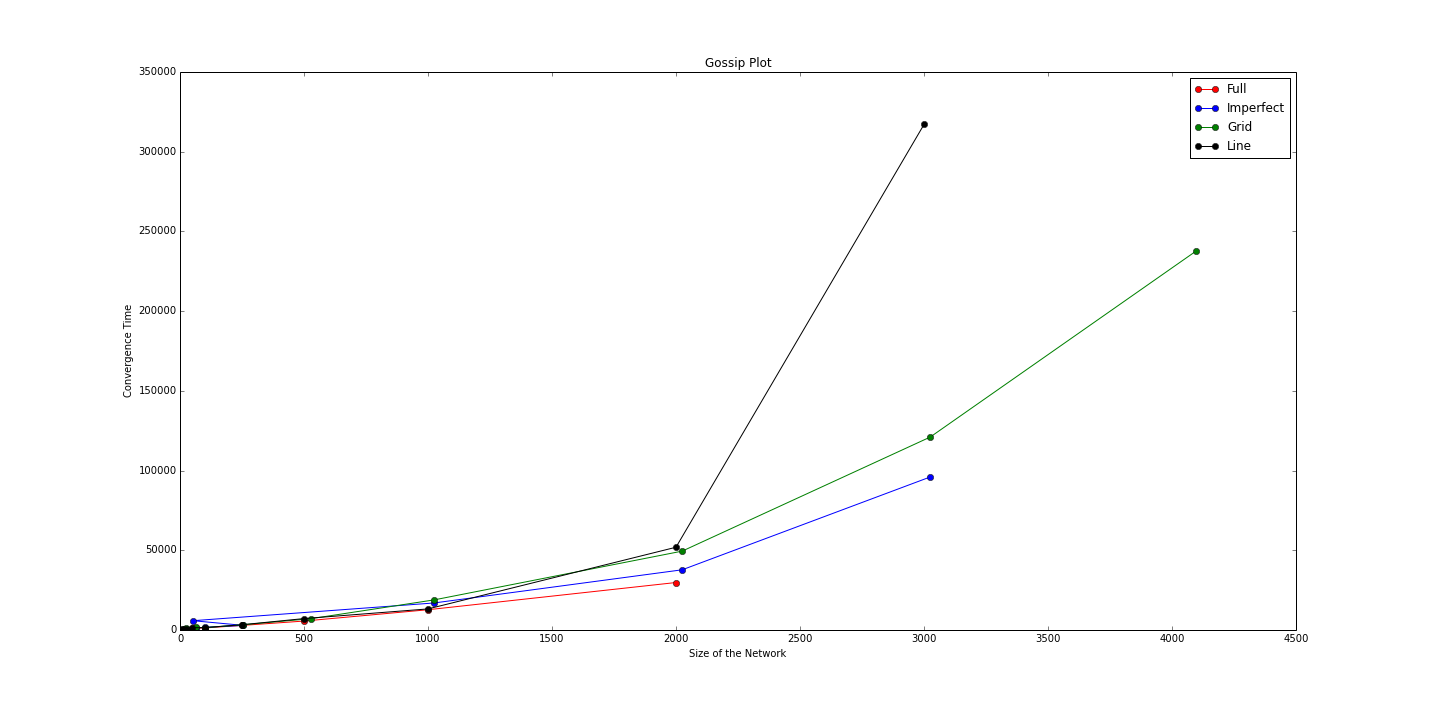 Gossip Plot
350000
300000
250000
200000
150000
100000
50000
0
Convergence Time
Full
Imperfect
Grid
Line
0 500 1000 1500 2000 2500 3000 3500 4000 4500
Size of the Network